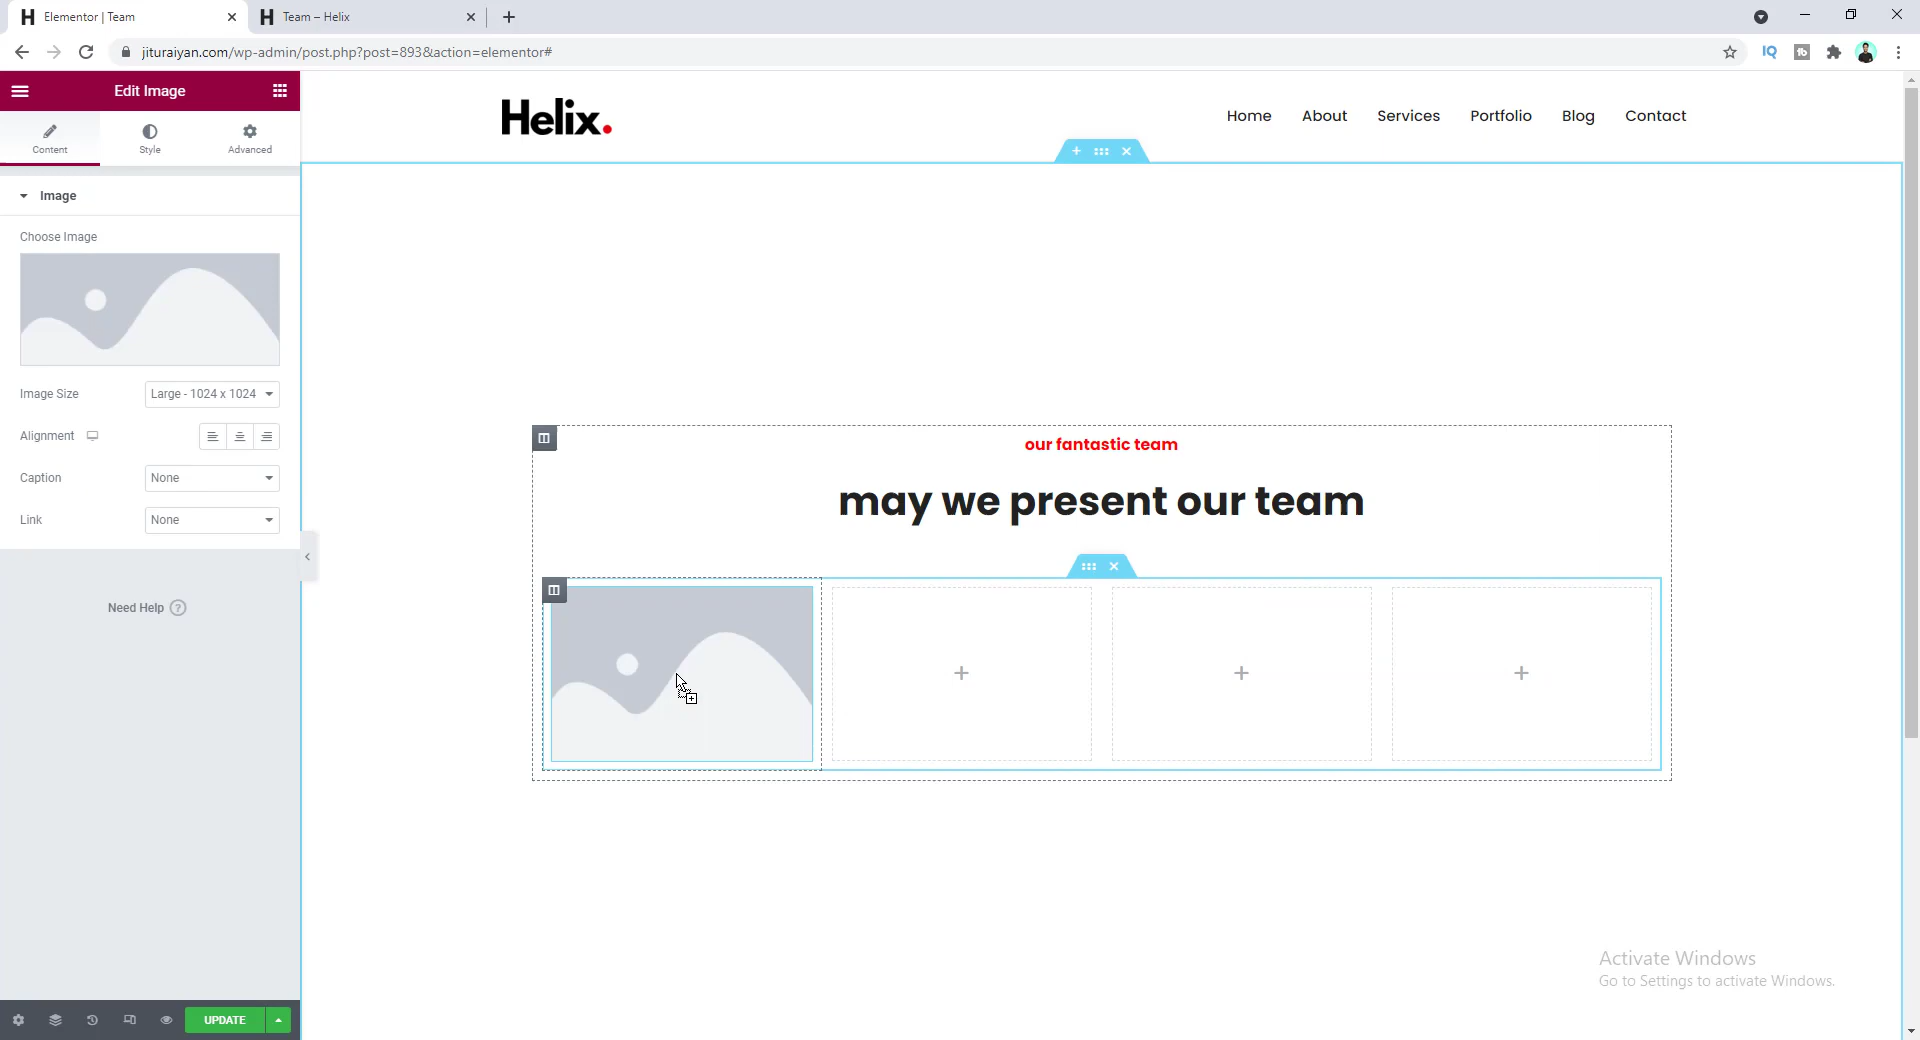 Elementor | Team
Team – Helix
jituraiyan.com/wp-admin/post.php?post=893&action=elementor#
Edit Image
Content
Style
Advanced
Image
Choose Image
Image Size
Large - 1024 x 1024
Alignment
Caption
None
Link
None
Need Help ?
UPDATE
Helix.
Home
About
Services
Portfolio
Blog
Contact
our fantastic team
may we present our team
Activate Windows
Go to Settings to activate Windows.